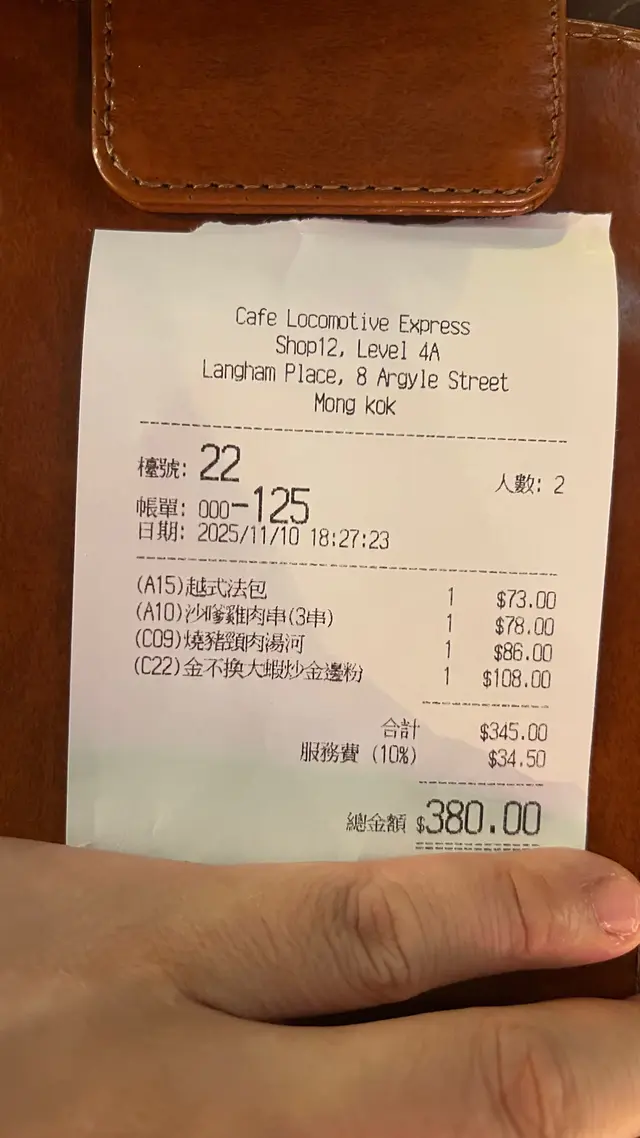 Cafe Locomotive Express
Shop12, Level 4A
Langham Place, 8 Argyle Street
Mong kok
檯號: 22 人數: 2
帳單: 000-125
日期: 2025/11/10 18:27:23
(A15)越式法包 1 $73.00
(A10)沙嗲雞肉串(3串) 1 $78.00
(C09)燒豬頸肉湯河 1 $86.00
(C22)金不換大蝦炒金邊粉 1 $108.00
合計 $345.00
服務費 (10%) $34.50
總金額 $380.00